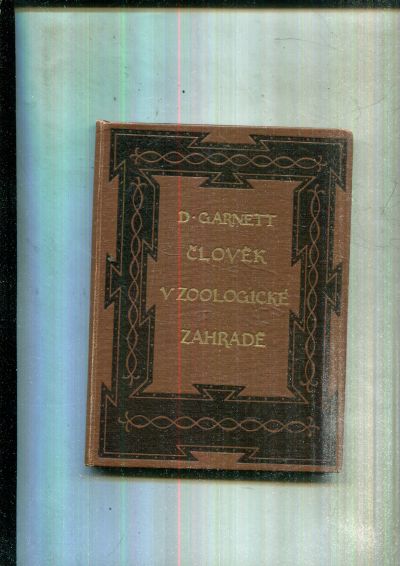 D·GARNETT
ČLOVĚK
V ZOOLOGICKÉ
ZAHRADĚ